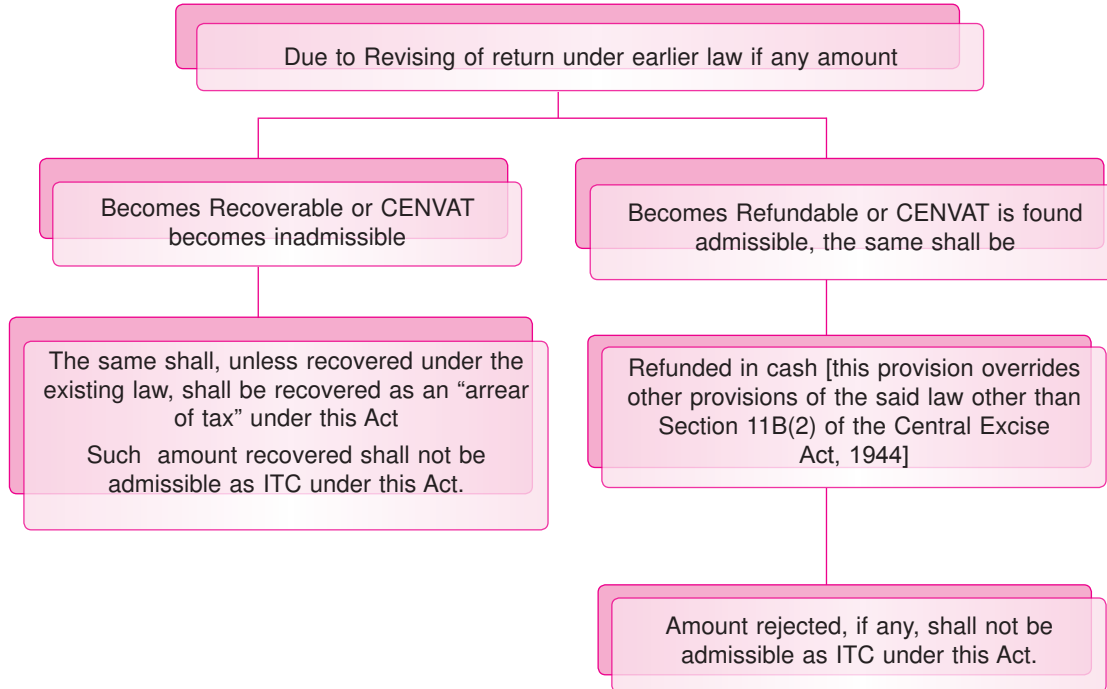 Due to Revising of return under earlier law if any amount
Becomes Recoverable or CENVAT
becomes inadmissible
The same shall, unless recovered under the
existing law, shall be recovered as an “arrear
of tax” under this Act
Such amount recovered shall not be
admissible as ITC under this Act.
Becomes Refundable or CENVAT is found
admissible, the same shall be
Refunded in cash [this provision overrides
other provisions of the said law other than
Section 11B(2) of the Central Excise
Act, 1944]
Amount rejected, if any, shall not be
admissible as ITC under this Act.